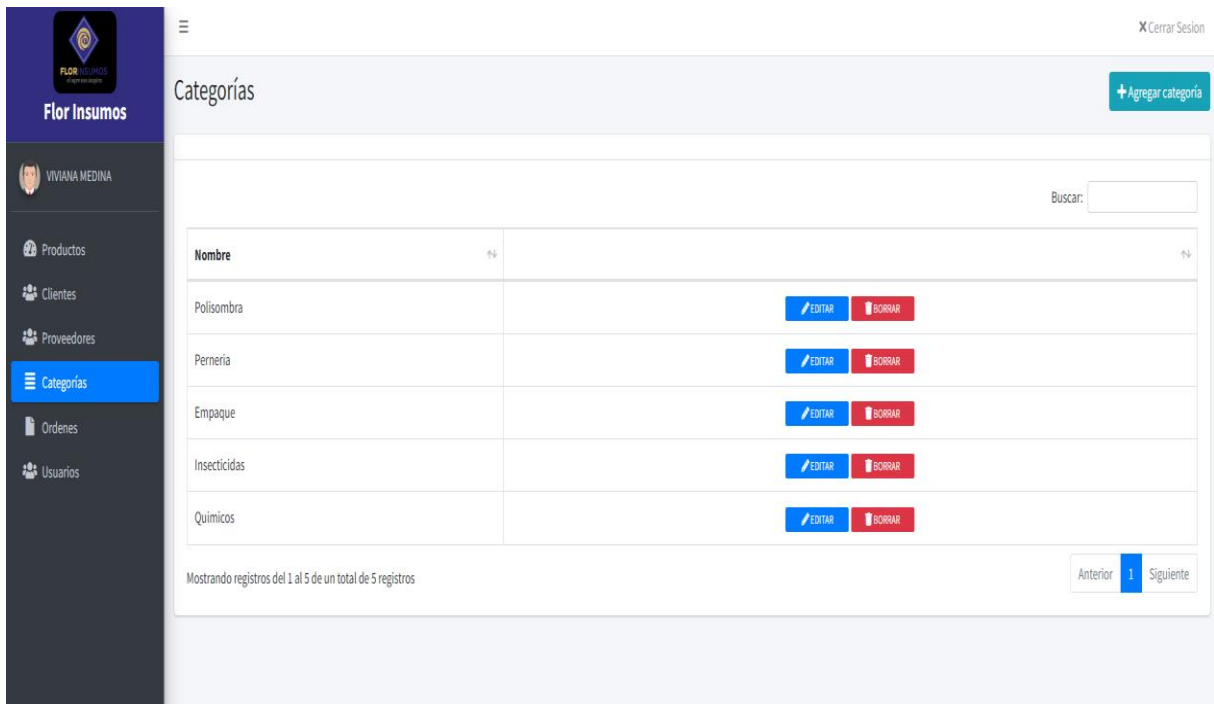 Cerrar Sesion
FLORINSUMOS
Flor Insumos
Categorías
Agregar categoría
VIVIANA MEDINA
Buscar:
Productos
Clientes
Proveedores
Categorías
Ordenes
Usuarios
Nombre
Polisombra EDITAR BORRAR
Perneria EDITAR BORRAR
Empaque EDITAR BORRAR
Insecticidas EDITAR BORRAR
Quimicos EDITAR BORRAR
Mostrando registros del 1 al 5 de un total de 5 registros
Anterior 1 Siguiente